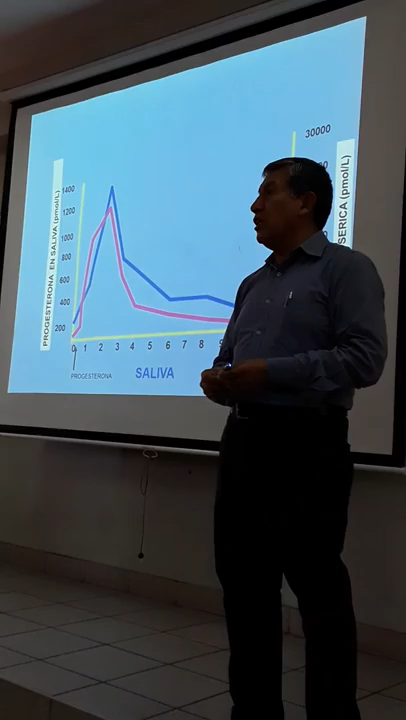 30000
PROGESTERONA EN SALIVA (pmol/L)
SERICA (pmol/L)
1400
1200
1000
800
600
400
200
0 1 2 3 4 5 6 7 8
PROGESTERONA
SALIVA